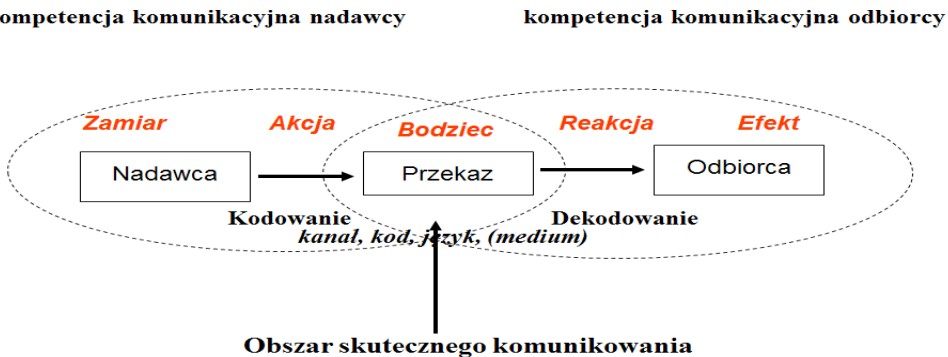 ompetencja komunikacyjna nadawcy kompetencja komunikacyjna odbiorcy
Zamiar Akcja Bodziec Reakcja Efekt
Nadawca Przekaz Odbiorca
Kodowanie Dekodowanie
kanał, kod, język, (medium)
Obszar skutecznego komunikowania